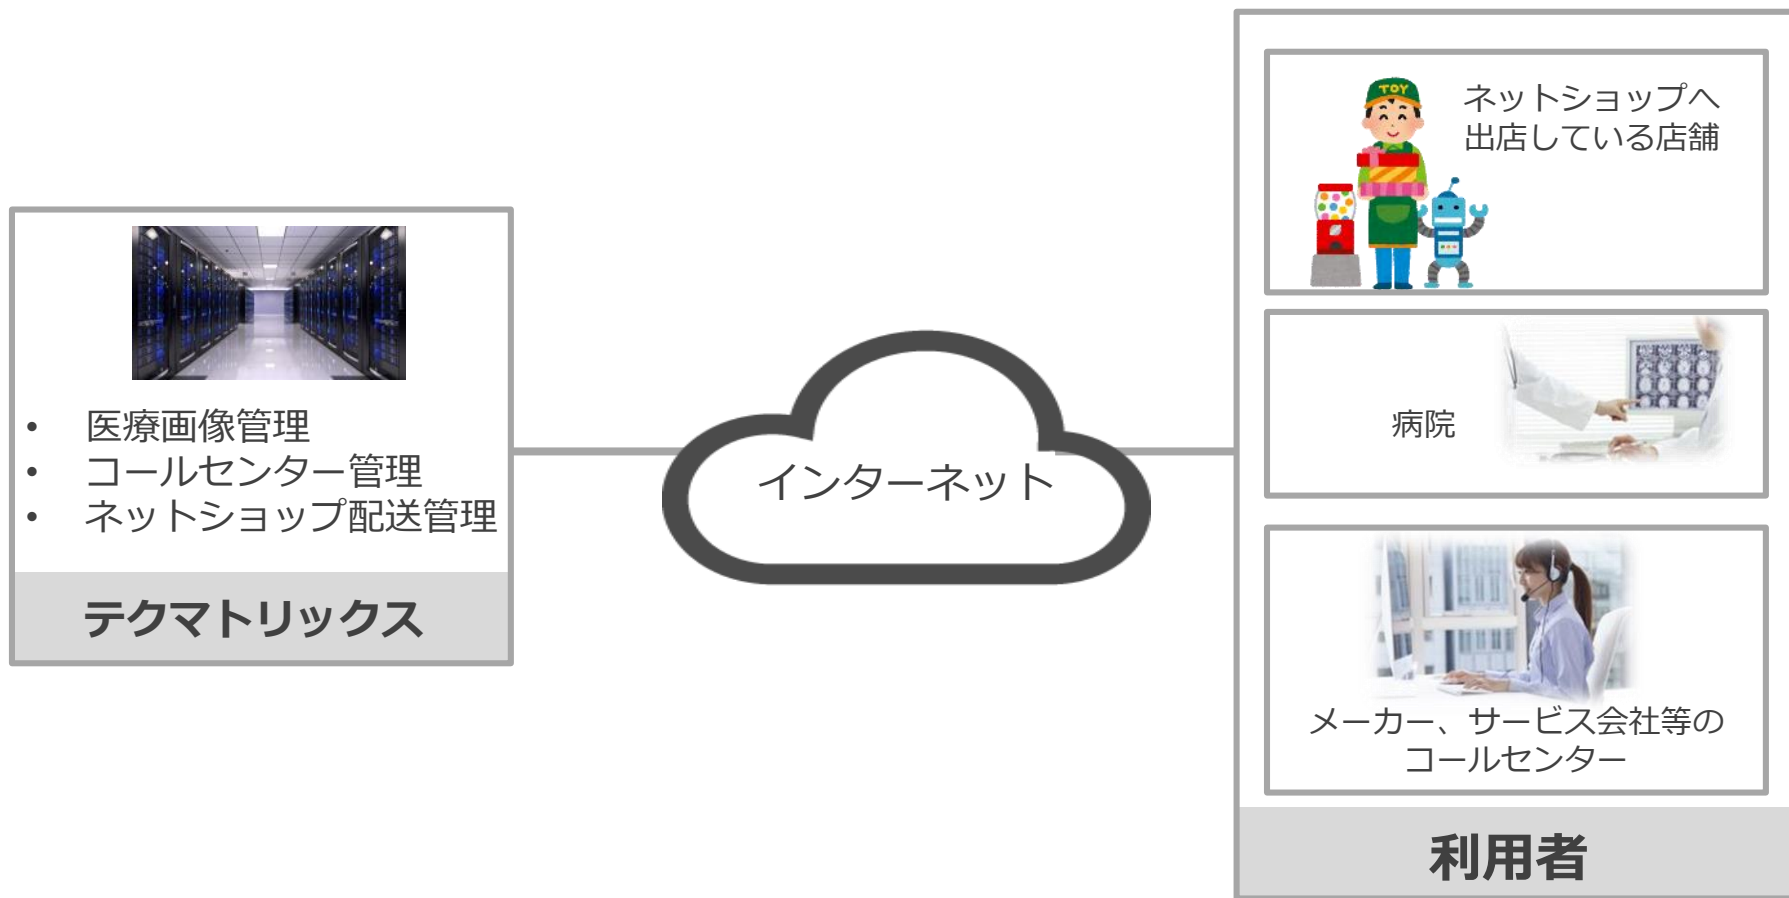 • 医療画像管理
• コールセンター管理
• ネットショップ配送管理
テクマトリックス
インターネット
TOY
ネットショップへ
出店している店舗
病院
メーカー、サービス会社等の
コールセンター
利用者